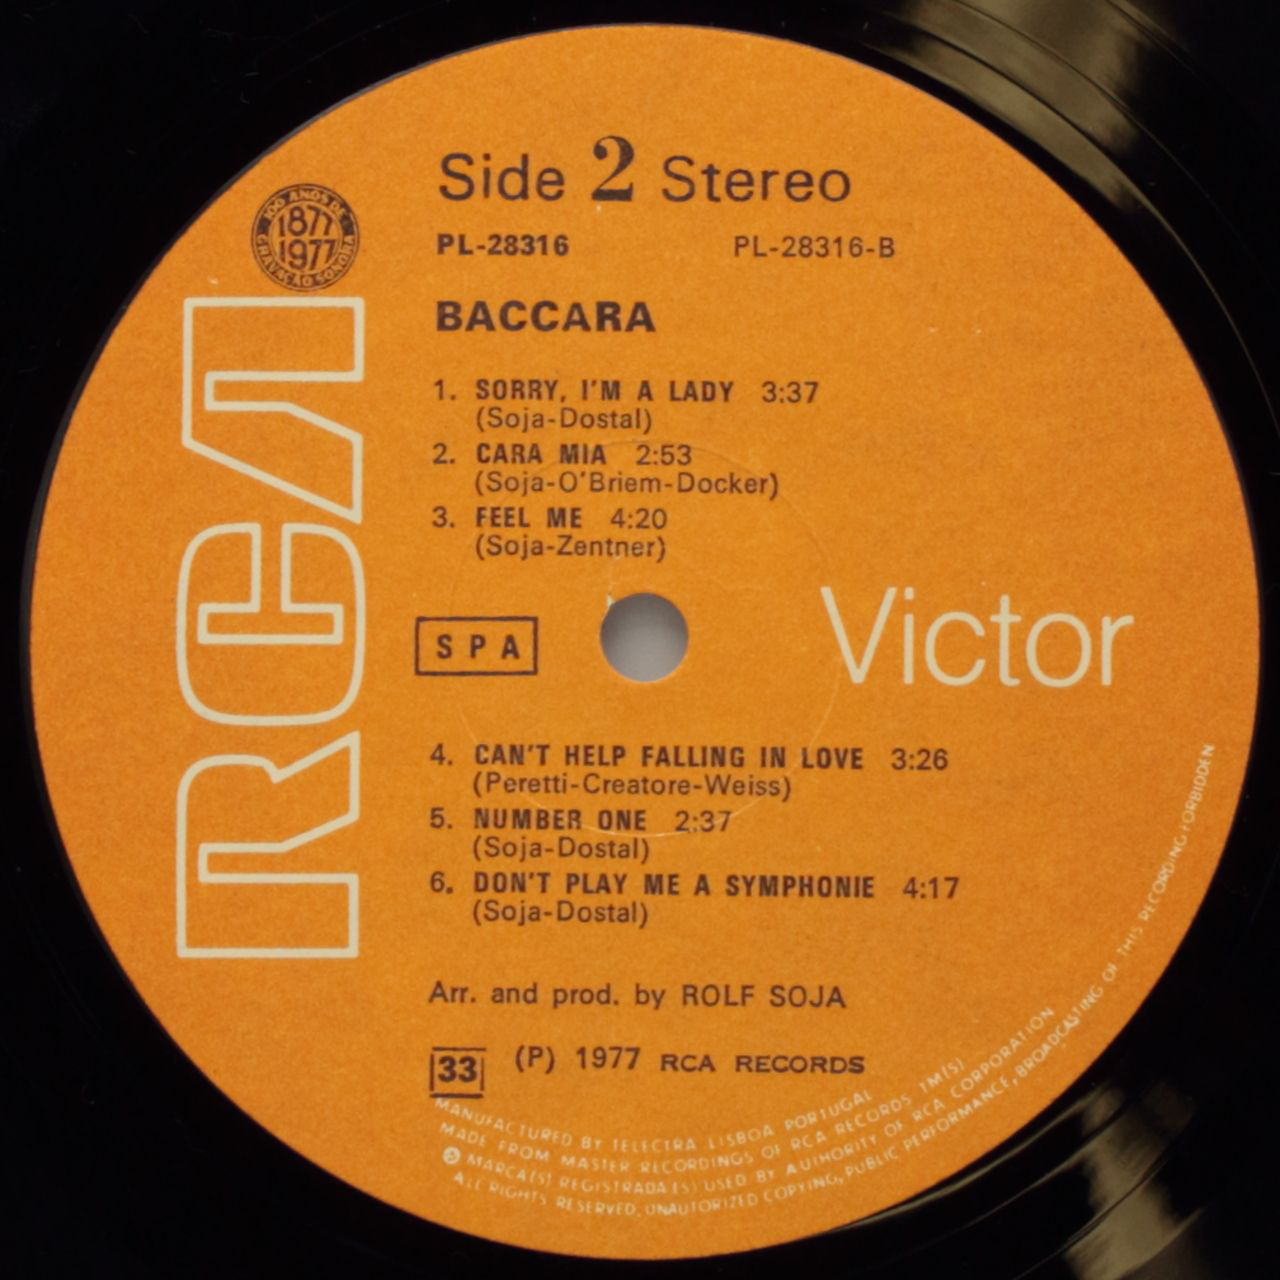 Side 2 Stereo
100 ANOS DE
1877
1977
GRAVAÇÃO SONORA
PL-28316 PL-28316-B
BACCARA
1. SORRY, I'M A LADY 3:37
(Soja-Dostal)
2. CARA MIA 2:53
(Soja-O'Briem-Docker)
3. FEEL ME 4:20
(Soja-Zentner)
RCA
SPA
Victor
4. CAN'T HELP FALLING IN LOVE 3:26
(Peretti-Creatore-Weiss)
5. NUMBER ONE 2:37
(Soja-Dostal)
6. DON'T PLAY ME A SYMPHONIE 4:17
(Soja-Dostal)
Arr. and prod. by ROLF SOJA
33 (P) 1977 RCA RECORDS
MANUFACTURED BY TELECTRA LISBOA PORTUGAL
MADE FROM MASTER RECORDINGS OF RCA RECORDS TM(S)
MARCA(S) REGISTRADA(S) USED BY AUTHORITY OF RCA CORPORATION
ALL RIGHTS RESERVED, UNAUTORIZED COPYING, PUBLIC PERFORMANCE, BROADCASTING OF THIS RECORDING FORBIDDEN